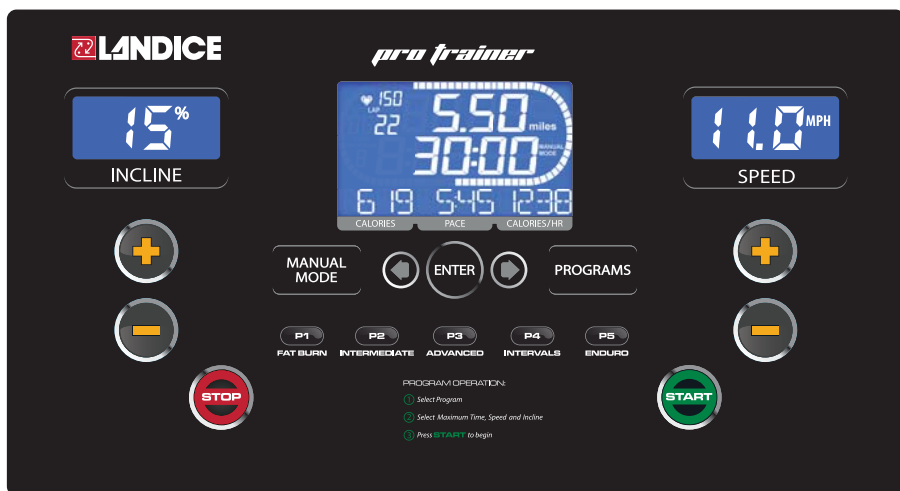 LANDICE
pro trainer
15%
INCLINE
150
LAP
22
5.50 miles
30:00 MANUAL MODE
619 5:45 1238
CALORIES PACE CALORIES/HR
11.0 MPH
SPEED
MANUAL
MODE
ENTER
PROGRAMS
P1 P2 P3 P4 P5
FAT BURN INTERMEDIATE ADVANCED INTERVALS ENDURO
STOP
START
PROGRAM OPERATION:
1 Select Program
2 Select Maximum Time, Speed and Incline
3 Press START to begin